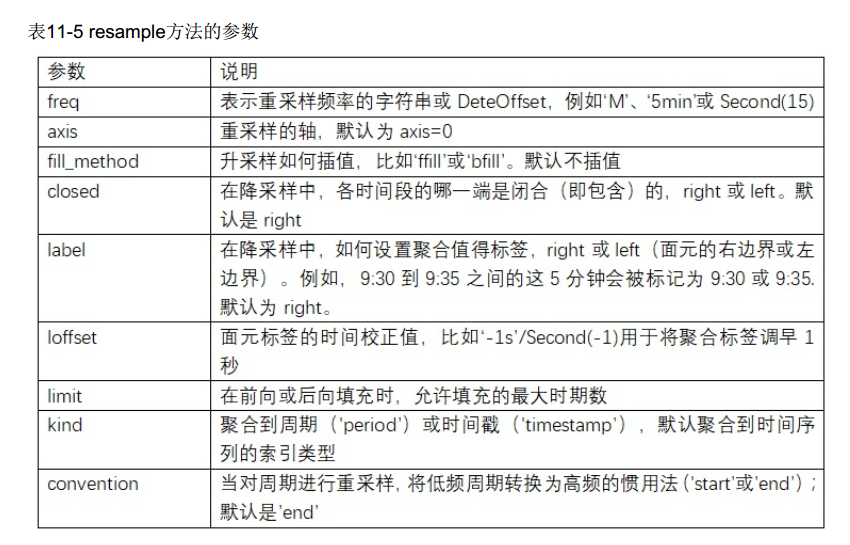 表11-5 resample方法的参数
参数 说明
freq 表示重采样频率的字符串或 DeteOffset，例如‘M’、‘5min’或 Second(15)
axis 重采样的轴，默认为 axis=0
fill_method 升采样如何插值，比如‘ffill’或‘bfill’。默认不插值
closed 在降采样中，各时间段的哪一端是闭合（即包含）的，right 或 left。默
认是 right
label 在降采样中，如何设置聚合值得标签，right 或 left（面元的右边界或左
边界）。例如，9:30 到 9:35 之间的这 5 分钟会被标记为 9:30 或 9:35.
默认为 right。
loffset 面元标签的时间校正值，比如‘-1s’/Second(-1)用于将聚合标签调早 1
秒
limit 在前向或后向填充时，允许填充的最大时期数
kind 聚合到周期（'period'）或时间戳（'timestamp'），默认聚合到时间序
列的索引类型
convention 当对周期进行重采样，将低频周期转换为高频的惯用法（'start'或'end'）；
默认是'end'